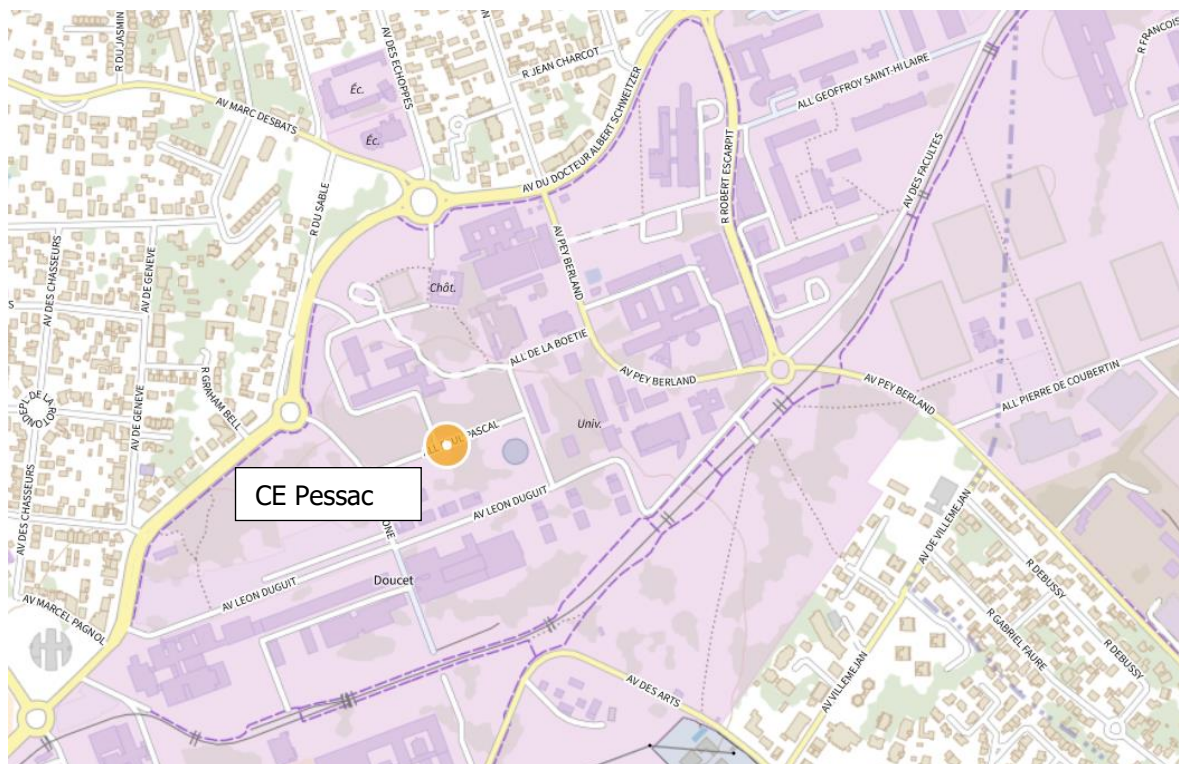 R DU JASMIN
AV DES ECHOPPES
R JEAN CHARCOT
R FRANCOIS
Éc.
ALL GEOFFROY SAINT-HILAIRE
AV MARC DESBATS
Éc.
AV DU DOCTEUR ALBERT SCHWEITZER
AV DES FACULTES
R ROBERT ESCARPIT
R DU SABLE
AV DES CHASSEURS
AV DE GENEVE
AV PEY BERLAND
Chât.
ALL DE LA BOETIE
AV PEY BERLAND
AV PEY BERLAND
ALL PIERRE DE COUBERTIN
R GRAHAM BELL
DE LA ROTONDE
AV DE GENEVE
Univ.
PASCAL
CE Pessac
AV DES CHASSEURS
AV LEON DUGUIT
AV DE VILLEMEJAN
R DEBUSSY
Doucet
AV LEON DUGUIT
AV MARCEL PAGNOL
R GABRIEL FAURE
R DEBUSSY
AV DES ARTS
AV VILLEMEJAN